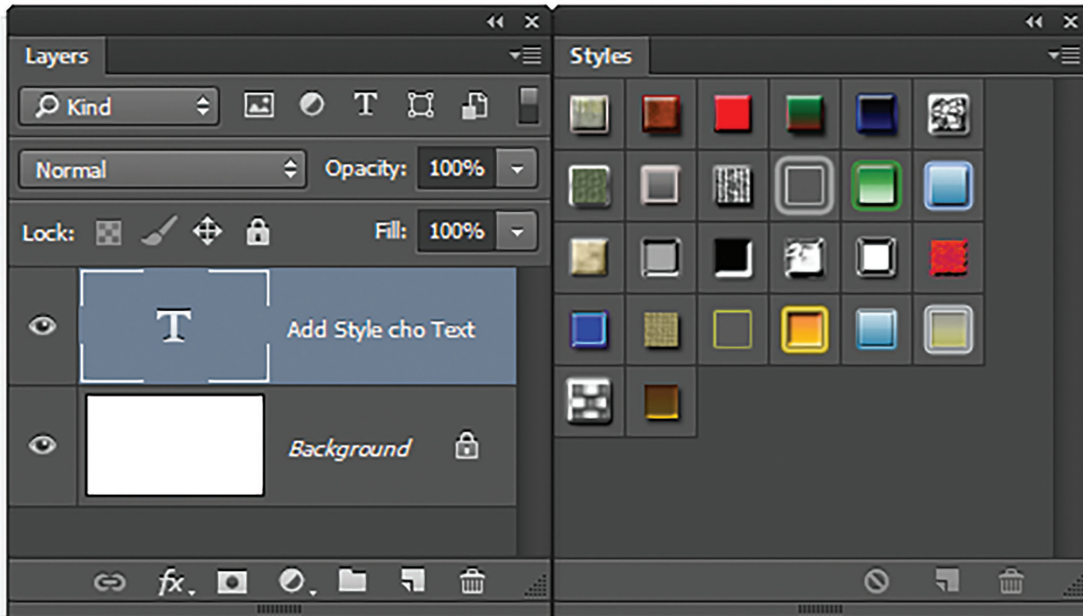 Layers
Kind
Normal Opacity: 100%
Lock: Fill: 100%
T Add Style cho Text
Background
fx
Styles